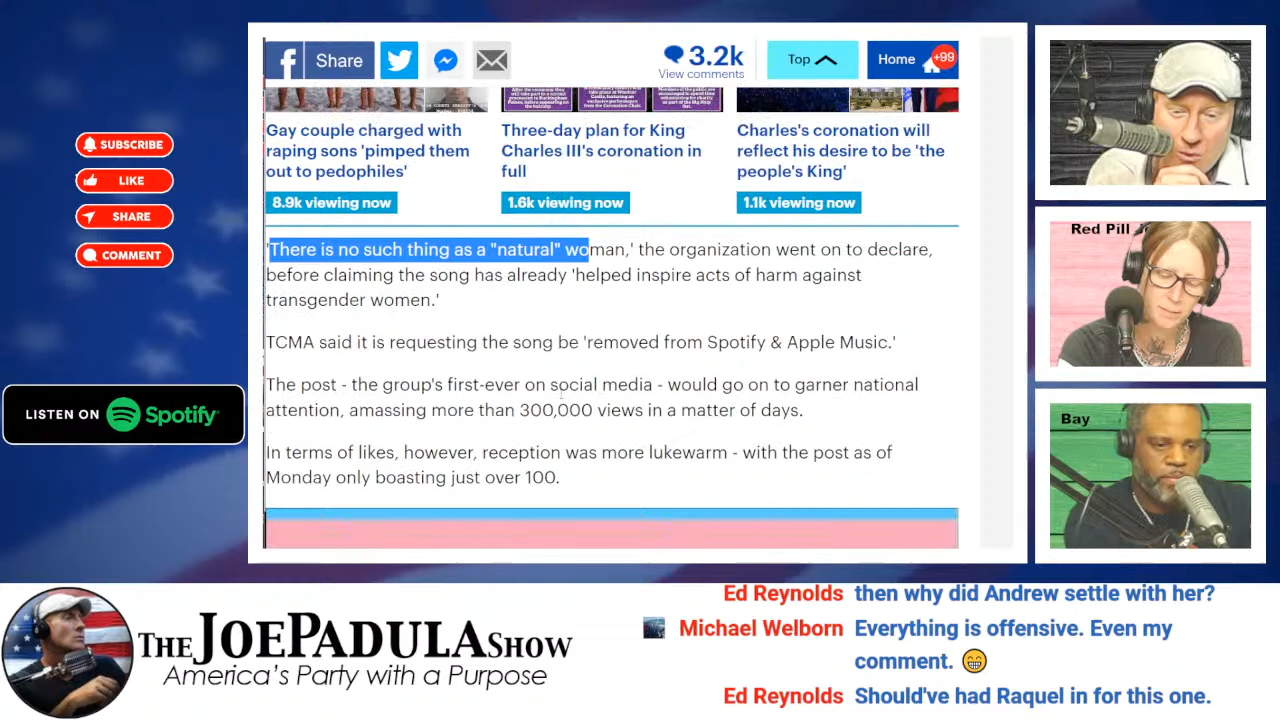 Share
3.2k
View comments
Top
Home
+99
Gay couple charged with
raping sons 'pimped them
out to pedophiles'
8.9k viewing now
Three-day plan for King
Charles III's coronation in
full
1.6k viewing now
Charles's coronation will
reflect his desire to be 'the
people's King'
1.1k viewing now
'There is no such thing as a "natural" woman,' the organization went on to declare,
before claiming the song has already 'helped inspire acts of harm against
transgender women.'
TCMA said it is requesting the song be 'removed from Spotify & Apple Music.'
The post - the group's first-ever on social media - would go on to garner national
attention, amassing more than 300,000 views in a matter of days.
In terms of likes, however, reception was more lukewarm - with the post as of
Monday only boasting just over 100.
SUBSCRIBE
LIKE
SHARE
COMMENT
LISTEN ON Spotify
Red Pill
Bay
THE JOEPADULA SHOW
America's Party with a Purpose
Ed Reynolds then why did Andrew settle with her?
Michael Welborn Everything is offensive. Even my
comment. 😁
Ed Reynolds Should've had Raquel in for this one.